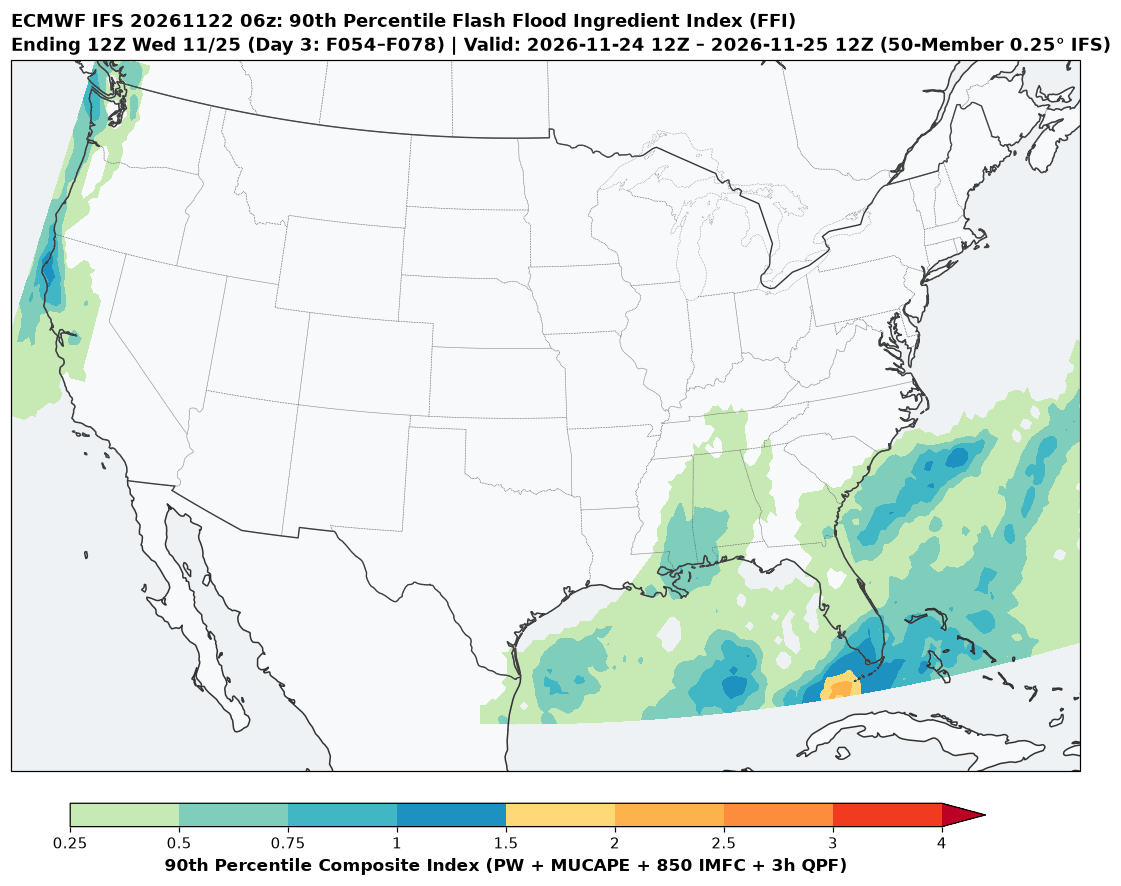 ECMWF IFS 20261122 06z: 90th Percentile Flash Flood Ingredient Index (FFI)
Ending 12Z Wed 11/25 (Day 3: F054–F078) | Valid: 2026-11-24 12Z – 2026-11-25 12Z (50-Member 0.25° IFS)
0.25 0.5 0.75 1 1.5 2 2.5 3 4
90th Percentile Composite Index (PW + MUCAPE + 850 IMFC + 3h QPF)